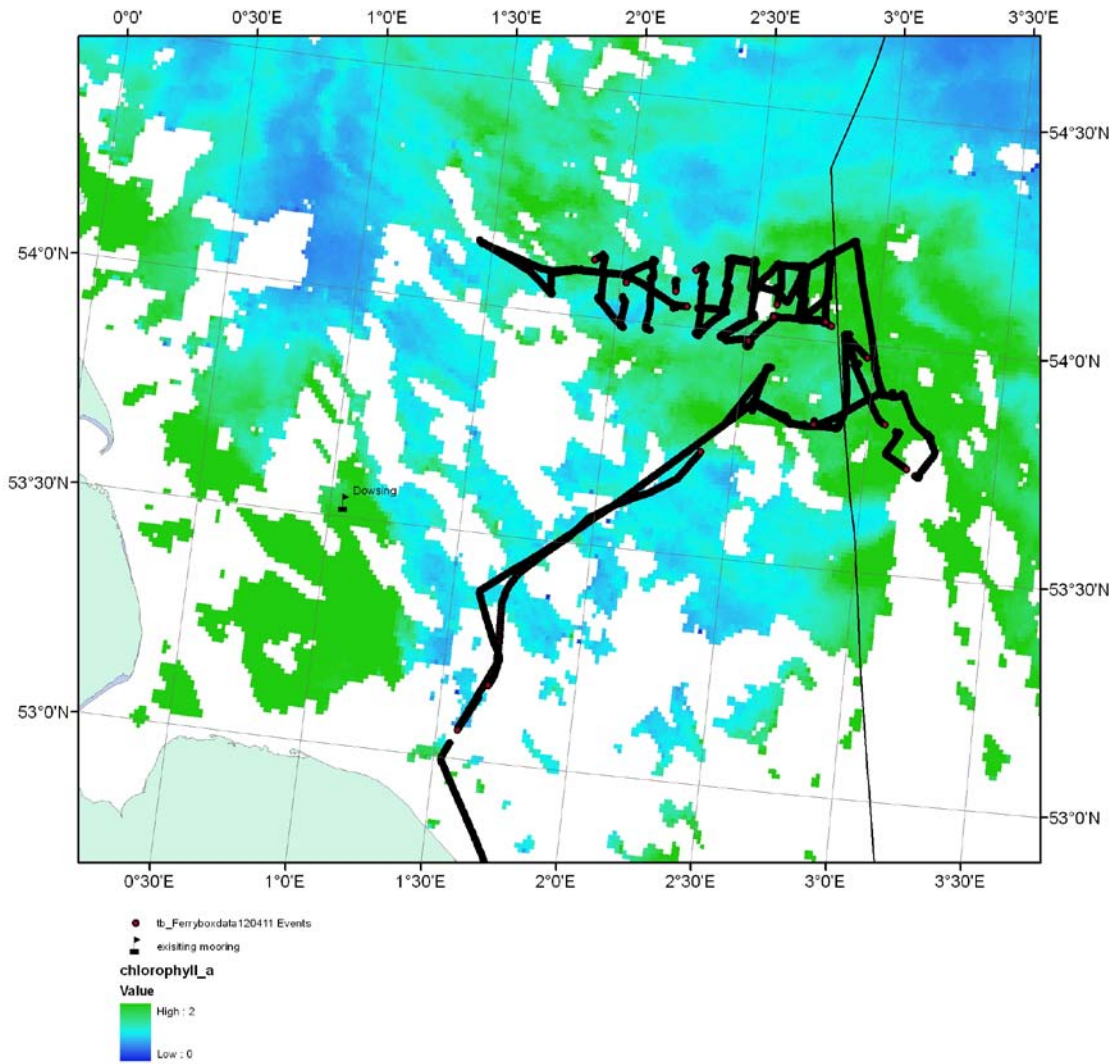 0°0' 0°30'E 1°0'E 1°30'E 2°0'E 2°30'E 3°0'E 3°30'E
54°30'N
54°0'N
54°0'N
53°30'N
Dowsing
53°30'N
53°0'N
53°0'N
0°30'E 1°0'E 1°30'E 2°0'E 2°30'E 3°0'E 3°30'E
tb_Ferryboxdata120411 Events
exisiting mooring
chlorophyll_a
Value
High : 2
Low : 0